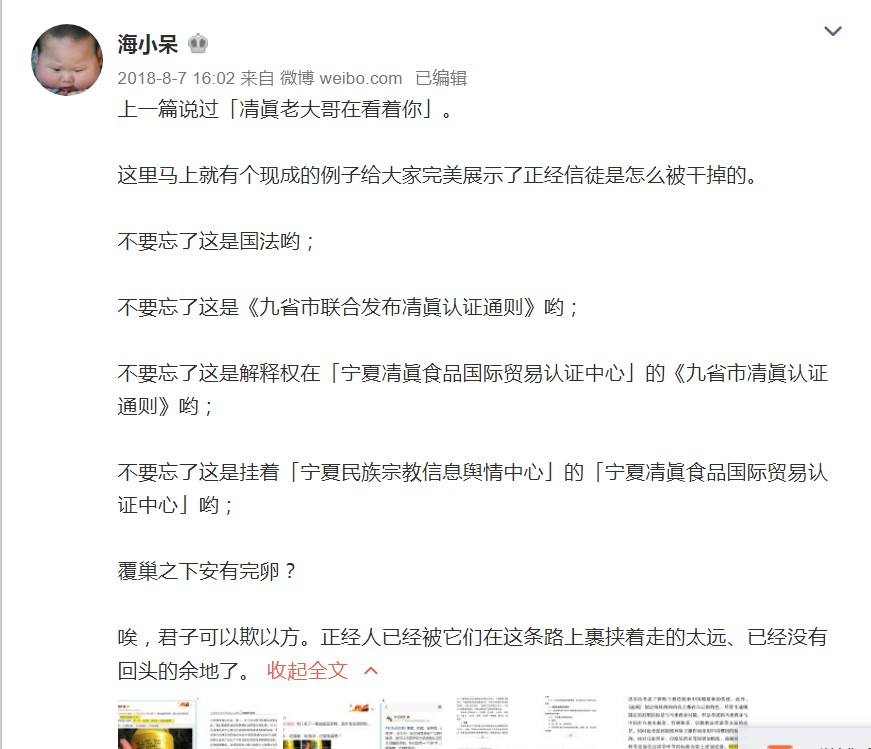 海小呆
2018-8-7 16:02 来自 微博 weibo.com 已编辑
上一篇说过「清眞老大哥在看着你」。
这里马上就有个现成的例子给大家完美展示了正经信徒是怎么被干掉的。
不要忘了这是国法哟；
不要忘了这是《九省市联合发布清眞认证通则》哟；
不要忘了这是解释权在「宁夏清眞食品国际贸易认证中心」的《九省市清眞认证
通则》哟；
不要忘了这是挂着「宁夏民族宗教信息舆情中心」的「宁夏清眞食品国际贸易认
证中心」哟；
覆巢之下安有完卵？
唉，君子可以欺以方。正经人已经被它们在这条路上裹挟着走的太远、已经没有
回头的余地了。 收起全文